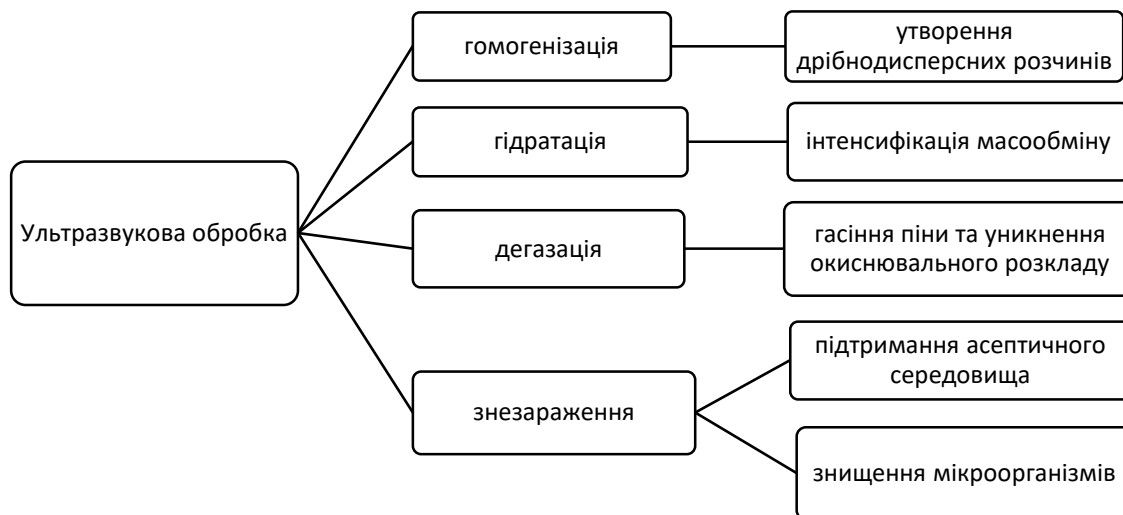 Ультразвукова обробка
гомогенізація
утворення
дрібнодисперсних розчинів
гідратація
інтенсифікація масообміну
дегазація
гасіння піни та уникнення
окиснювального розкладу
знезараження
підтримання асептичного
середовища
знищення мікроорганізмів